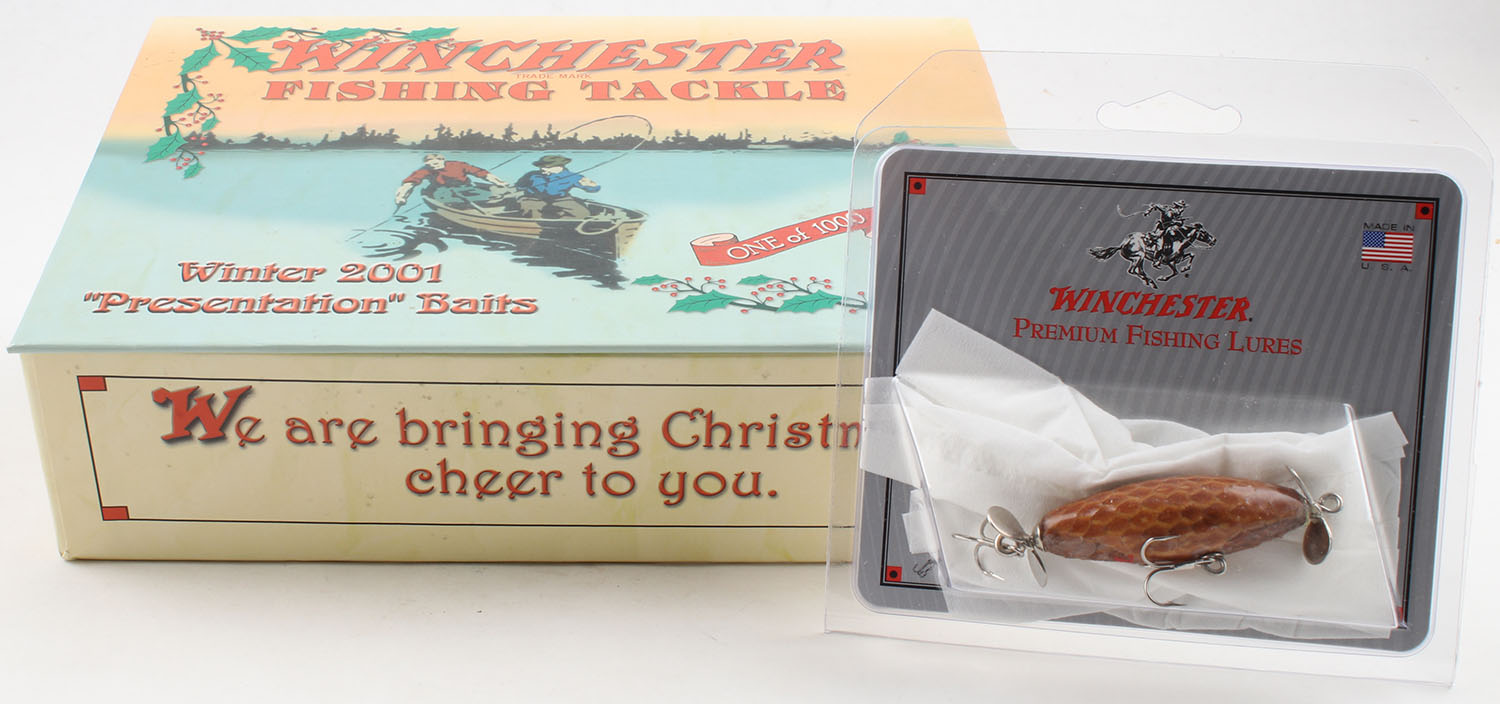 WINCHESTER
TRADE MARK
FISHING TACKLE
ONE of 1000
Winter 2001
"Presentation" Baits
We are bringing Christm
cheer to you.
MADE IN
U.S.A.
WINCHESTER®
PREMIUM FISHING LURES